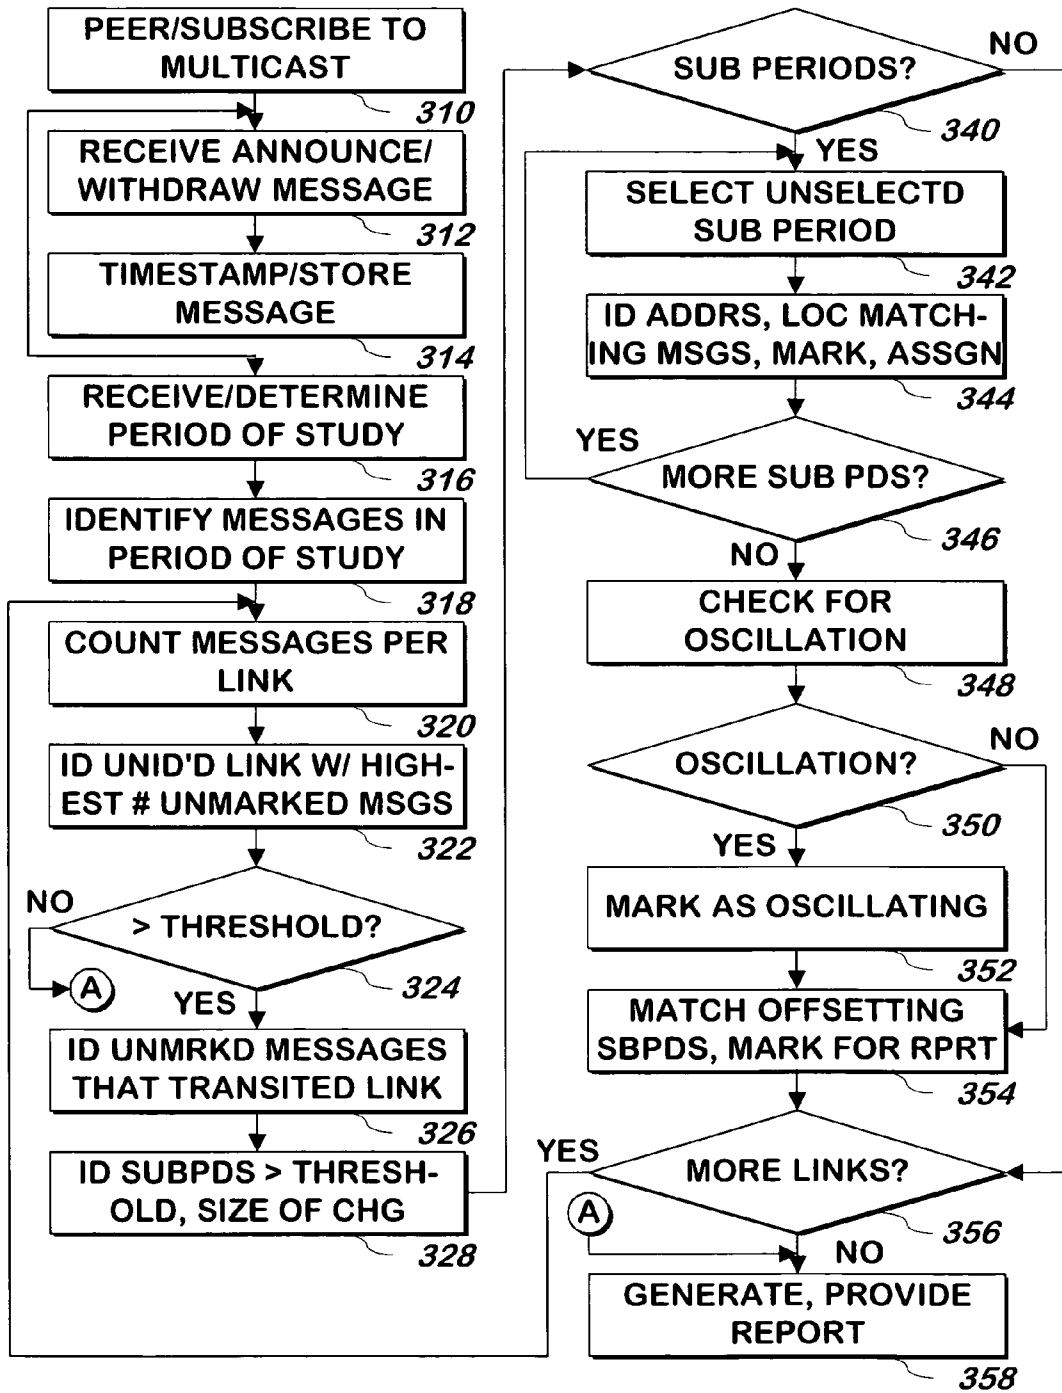 PEER/SUBSCRIBE TO
MULTICAST
310
RECEIVE ANNOUNCE/
WITHDRAW MESSAGE
312
TIMESTAMP/STORE
MESSAGE
314
RECEIVE/DETERMINE
PERIOD OF STUDY
316
IDENTIFY MESSAGES IN
PERIOD OF STUDY
318
COUNT MESSAGES PER
LINK
320
ID UNID'D LINK W/ HIGH-
EST # UNMARKED MSGS
322
NO
> THRESHOLD?
324
A
YES
ID UNMRKD MESSAGES
THAT TRANSITED LINK
326
ID SUBPDS > THRESH-
OLD, SIZE OF CHG
328
SUB PERIODS?
NO
340
YES
SELECT UNSELECTD
SUB PERIOD
342
ID ADDRS, LOC MATCH-
ING MSGS, MARK, ASSGN
344
YES
MORE SUB PDS?
346
NO
CHECK FOR
OSCILLATION
348
OSCILLATION?
NO
350
YES
MARK AS OSCILLATING
352
MATCH OFFSETTING
SBPDS, MARK FOR RPRT
354
YES
MORE LINKS?
A
356
NO
GENERATE, PROVIDE
REPORT
358